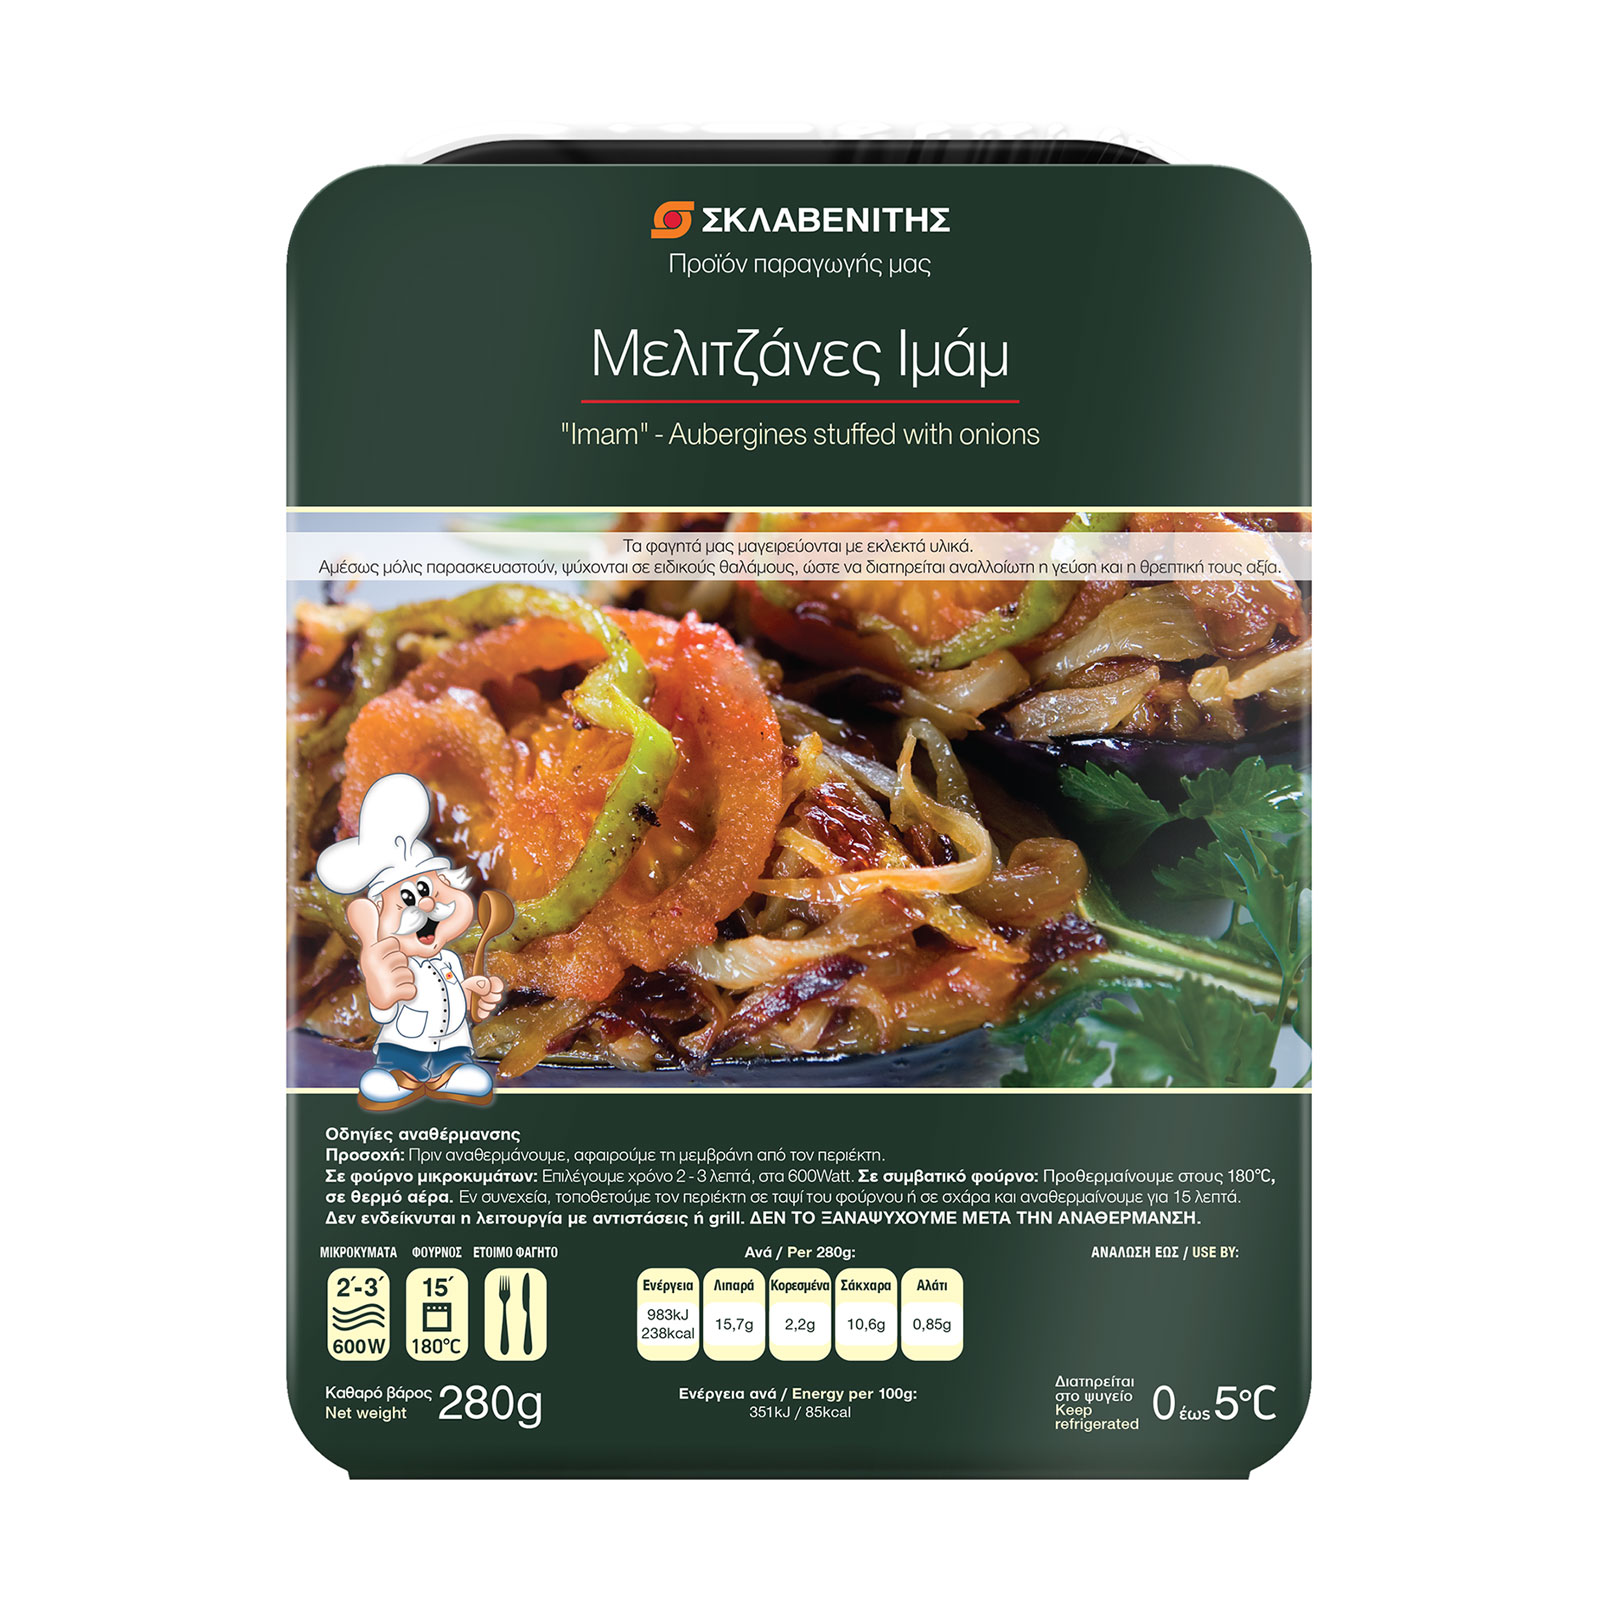 ΣΚΛΑΒΕΝΙΤΗΣ
Προϊόν παραγωγής μας
Μελιτζάνες Ιμάμ
"Imam" - Aubergines stuffed with onions
Τα φαγητά μας μαγειρεύονται με εκλεκτά υλικά.
Αμέσως μόλις παρασκευαστούν, ψύχονται σε ειδικούς θαλάμους, ώστε να διατηρείται αναλλοίωτη η γεύση και η θρεπτική τους αξία.
Οδηγίες αναθέρμανσης
Προσοχή: Πριν αναθερμάνουμε, αφαιρούμε τη μεμβράνη από τον περιέκτη.
Σε φούρνο μικροκυμάτων: Επιλέγουμε χρόνο 2 - 3 λεπτά, στα 600Watt. Σε συμβατικό φούρνο: Προθερμαίνουμε στους 180°C,
σε θερμό αέρα. Εν συνεχεία, τοποθετούμε τον περιέκτη σε ταψί του φούρνου ή σε σχάρα και αναθερμαίνουμε για 15 λεπτά.
Δεν ενδείκνυται η λειτουργία με αντιστάσεις ή grill. ΔΕΝ ΤΟ ΞΑΝΑΨΥΧΟΥΜΕ ΜΕΤΑ ΤΗΝ ΑΝΑΘΕΡΜΑΝΣΗ.
ΜΙΚΡΟΚΥΜΑΤΑ ΦΟΥΡΝΟΣ ΕΤΟΙΜΟ ΦΑΓΗΤΟ
2΄-3΄ 15΄
600W 180°C
Ανά / Per 280g:
Ενέργεια Λιπαρά Κορεσμένα Σάκχαρα Αλάτι
983kJ
238kcal 15,7g 2,2g 10,6g 0,85g
ΑΝΑΛΩΣΗ ΕΩΣ / USE BY:
Καθαρό βάρος
Net weight 280g
Ενέργεια ανά / Energy per 100g:
351kJ / 85kcal
Διατηρείται
στο ψυγείο
Keep
refrigerated
0 έως 5°C